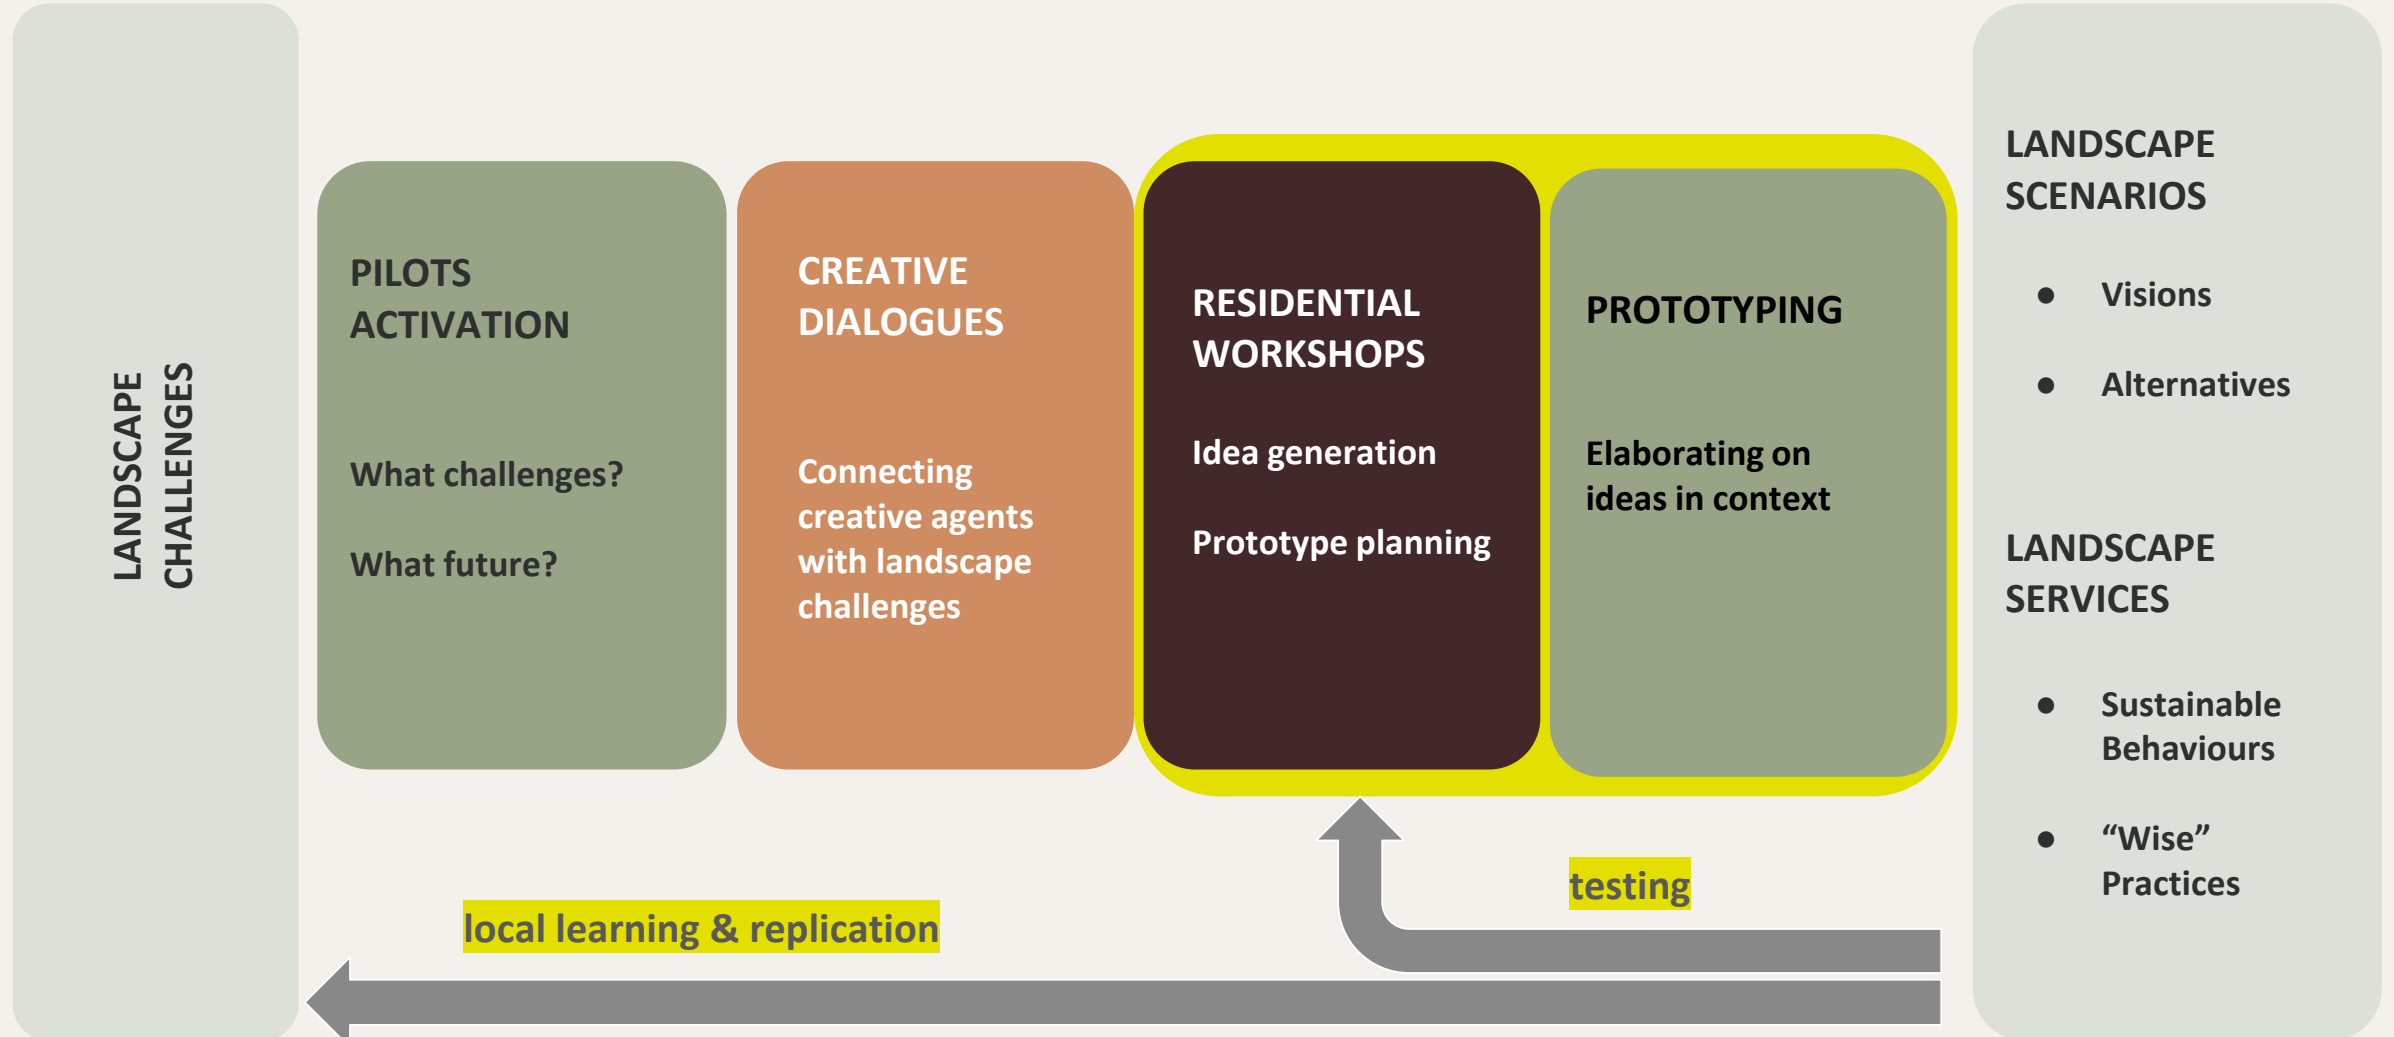 LANDSCAPE
CHALLENGES
PILOTS
ACTIVATION
What challenges?
What future?
CREATIVE
DIALOGUES
Connecting
creative agents
with landscape
challenges
RESIDENTIAL
WORKSHOPS
Idea generation
Prototype planning
PROTOTYPING
Elaborating on
ideas in context
LANDSCAPE
SCENARIOS
● Visions
● Alternatives
LANDSCAPE
SERVICES
● Sustainable
Behaviours
● “Wise”
Practices
testing
local learning & replication